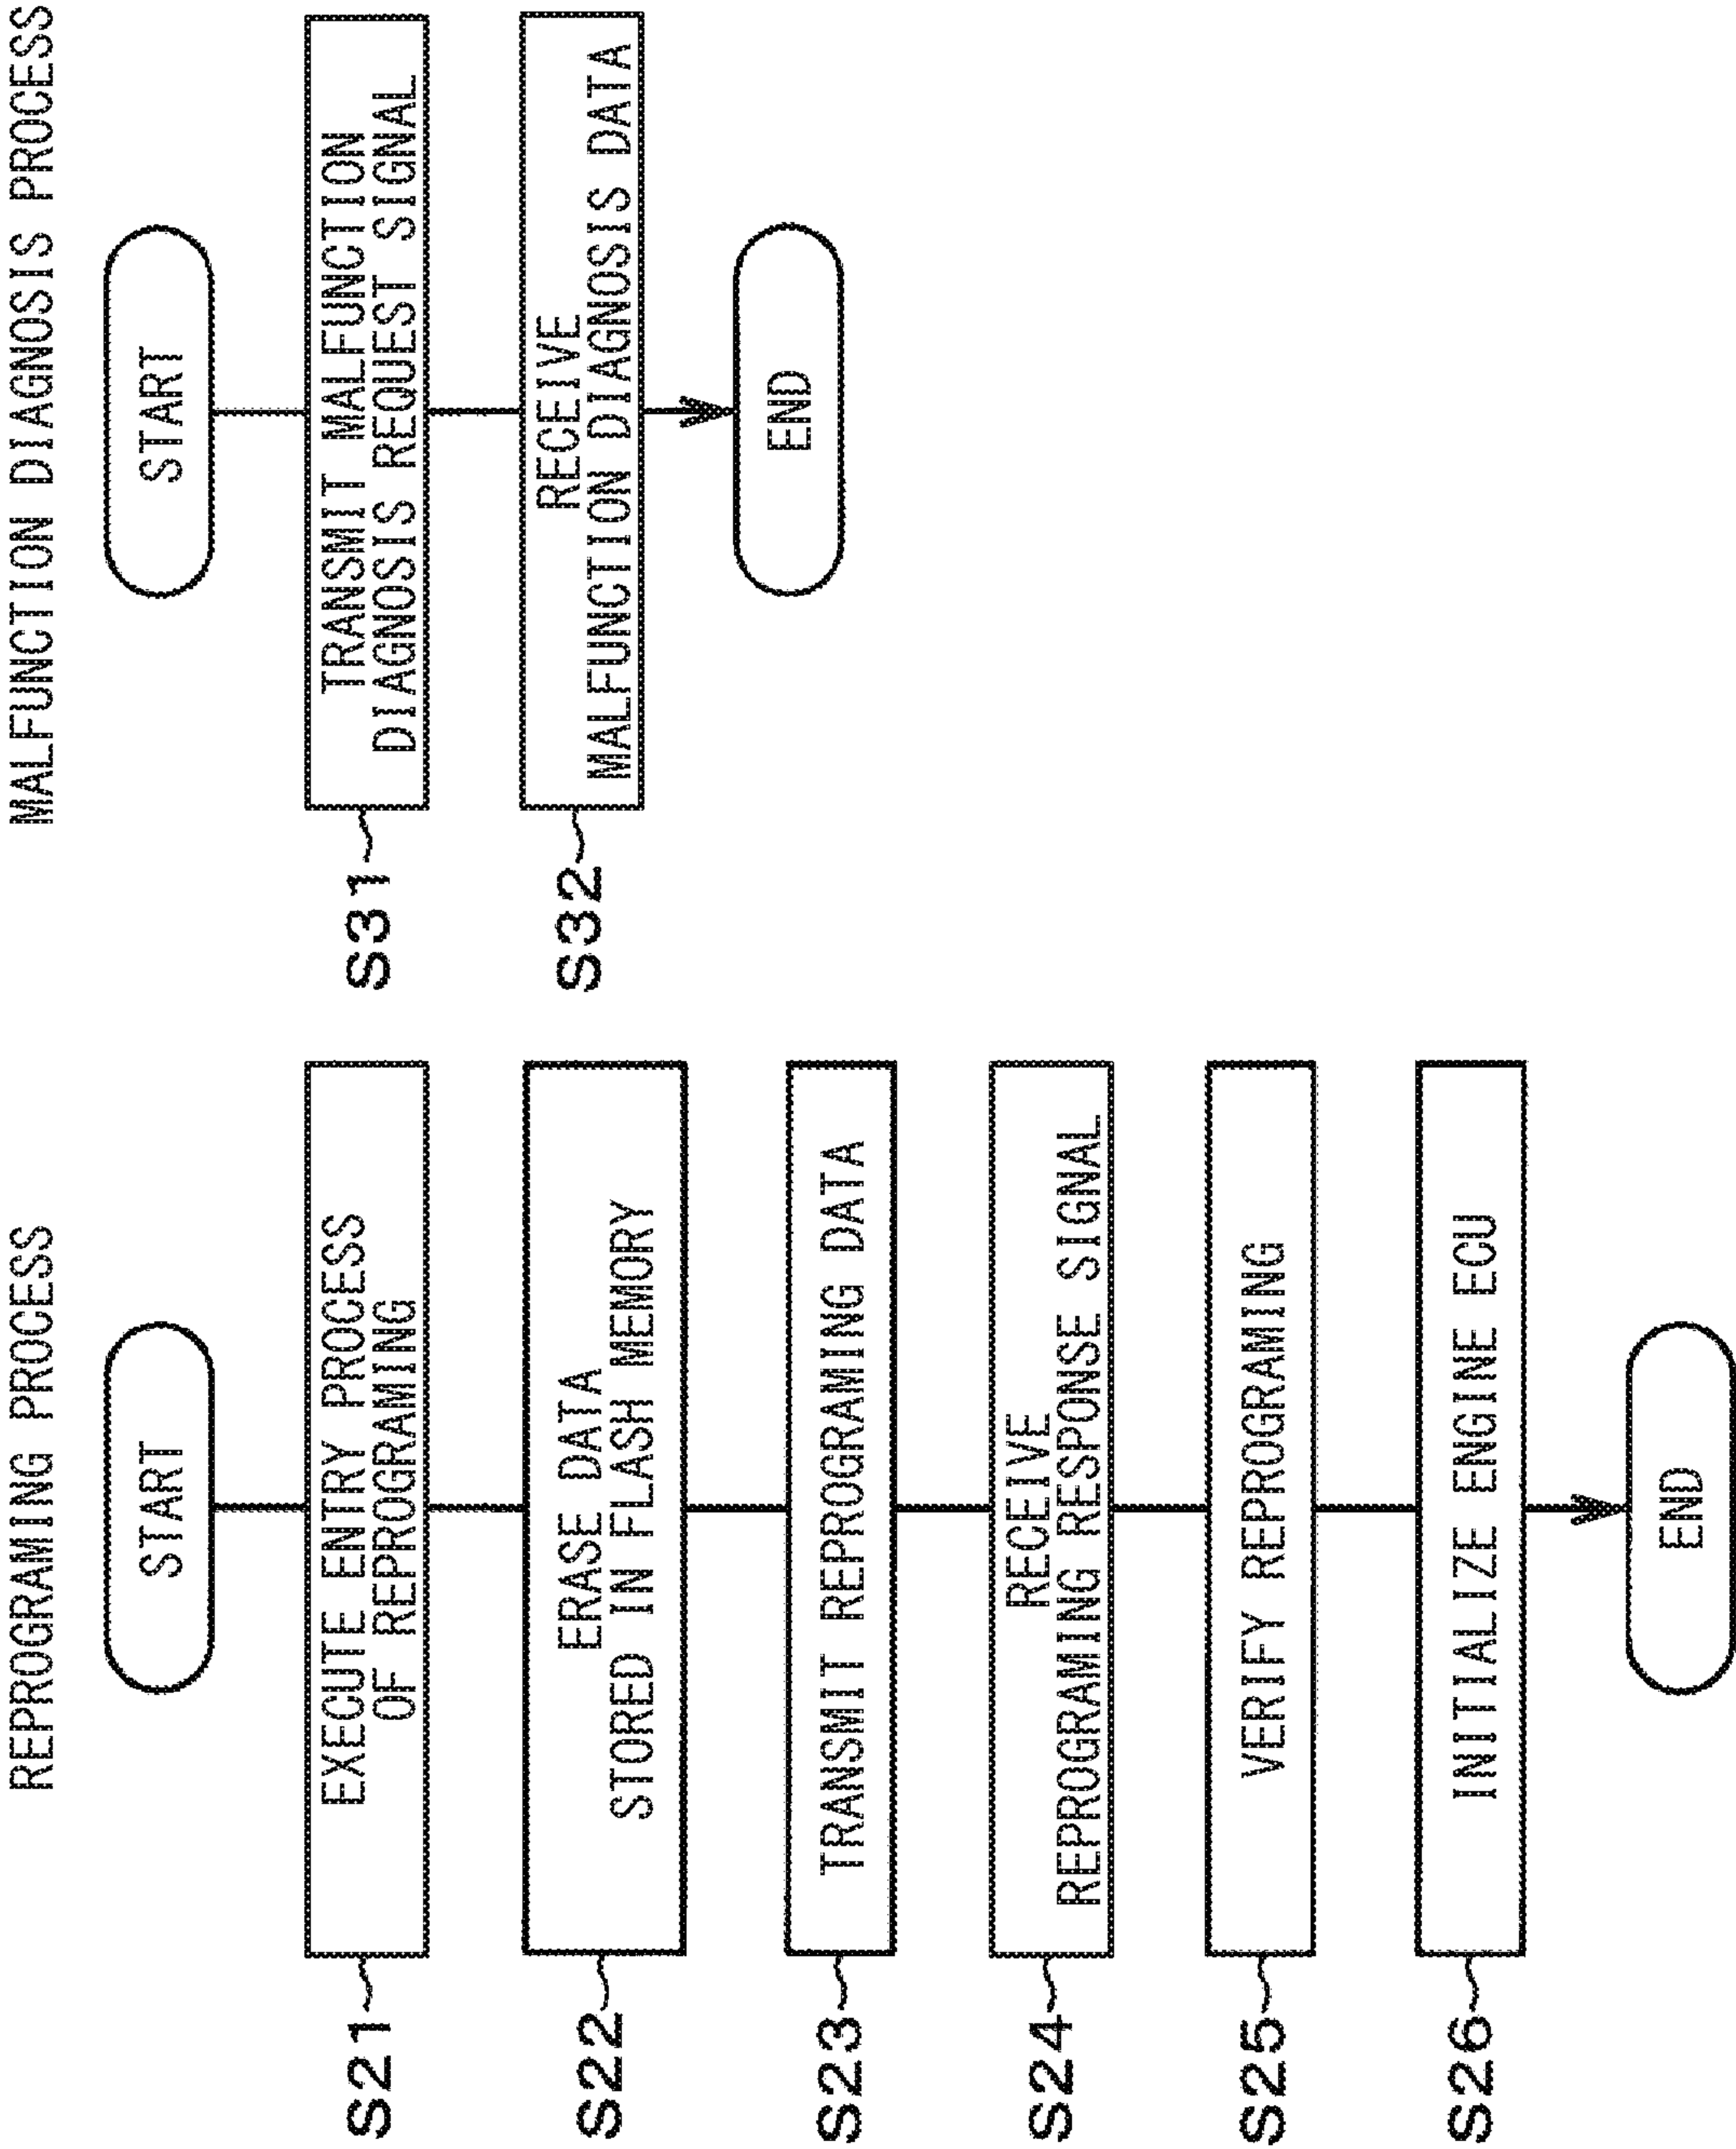 REPROGRAMING PROCESS
START
S21
EXECUTE ENTRY PROCESS
OF REPROGRAMING
S22
ERASE DATA
STORED IN FLASH MEMORY
S23
TRANSMIT REPROGRAMING DATA
S24
RECEIVE
REPROGRAMING RESPONSE SIGNAL
S25
VERIFY REPROGRAMING
S26
INITIALIZE ENGINE ECU
END
MALFUNCTION DIAGNOSIS PROCESS
START
S31
TRANSMIT MALFUNCTION
DIAGNOSIS REQUEST SIGNAL
S32
RECEIVE
MALFUNCTION DIAGNOSIS DATA
END